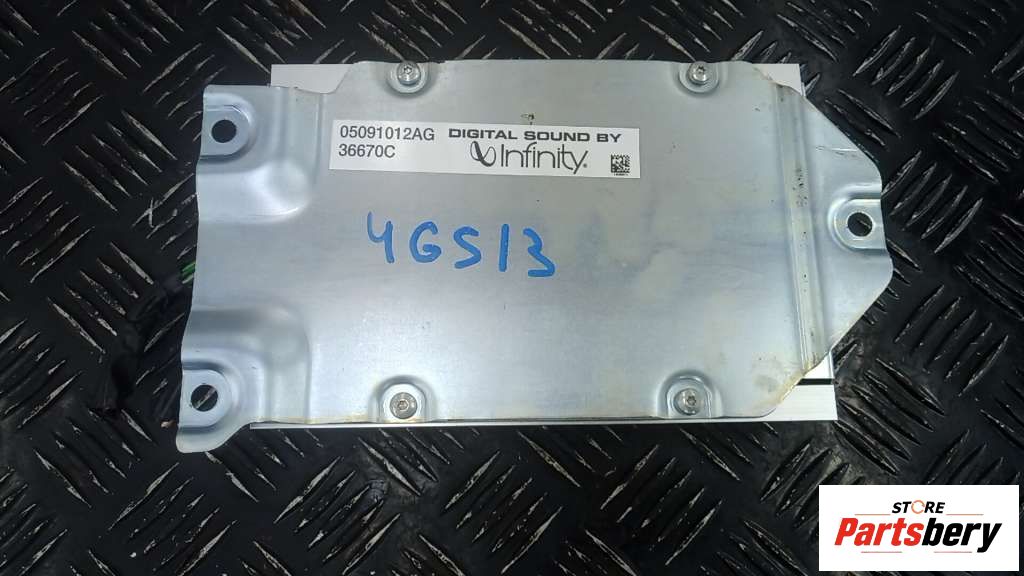 05091012AG DIGITAL SOUND BY
36670C Infinity
4GS13
STORE
Partsbery